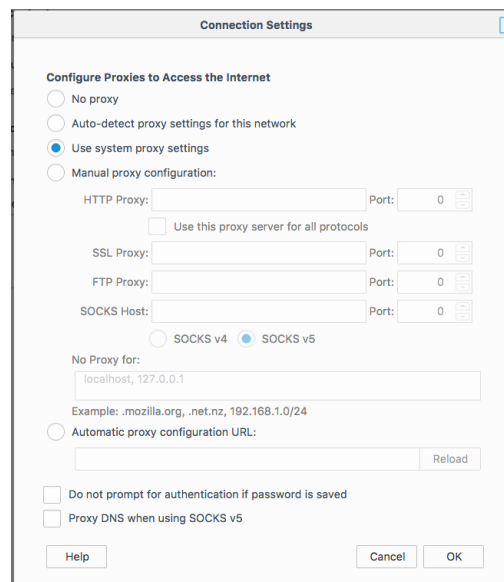 Connection Settings
Configure Proxies to Access the Internet
No proxy
Auto-detect proxy settings for this network
Use system proxy settings
Manual proxy configuration:
HTTP Proxy: Port: 0
Use this proxy server for all protocols
SSL Proxy: Port: 0
FTP Proxy: Port: 0
SOCKS Host: Port: 0
SOCKS v4 SOCKS v5
No Proxy for:
localhost, 127.0.0.1
Example: .mozilla.org, .net.nz, 192.168.1.0/24
Automatic proxy configuration URL:
Reload
Do not prompt for authentication if password is saved
Proxy DNS when using SOCKS v5
Help Cancel OK